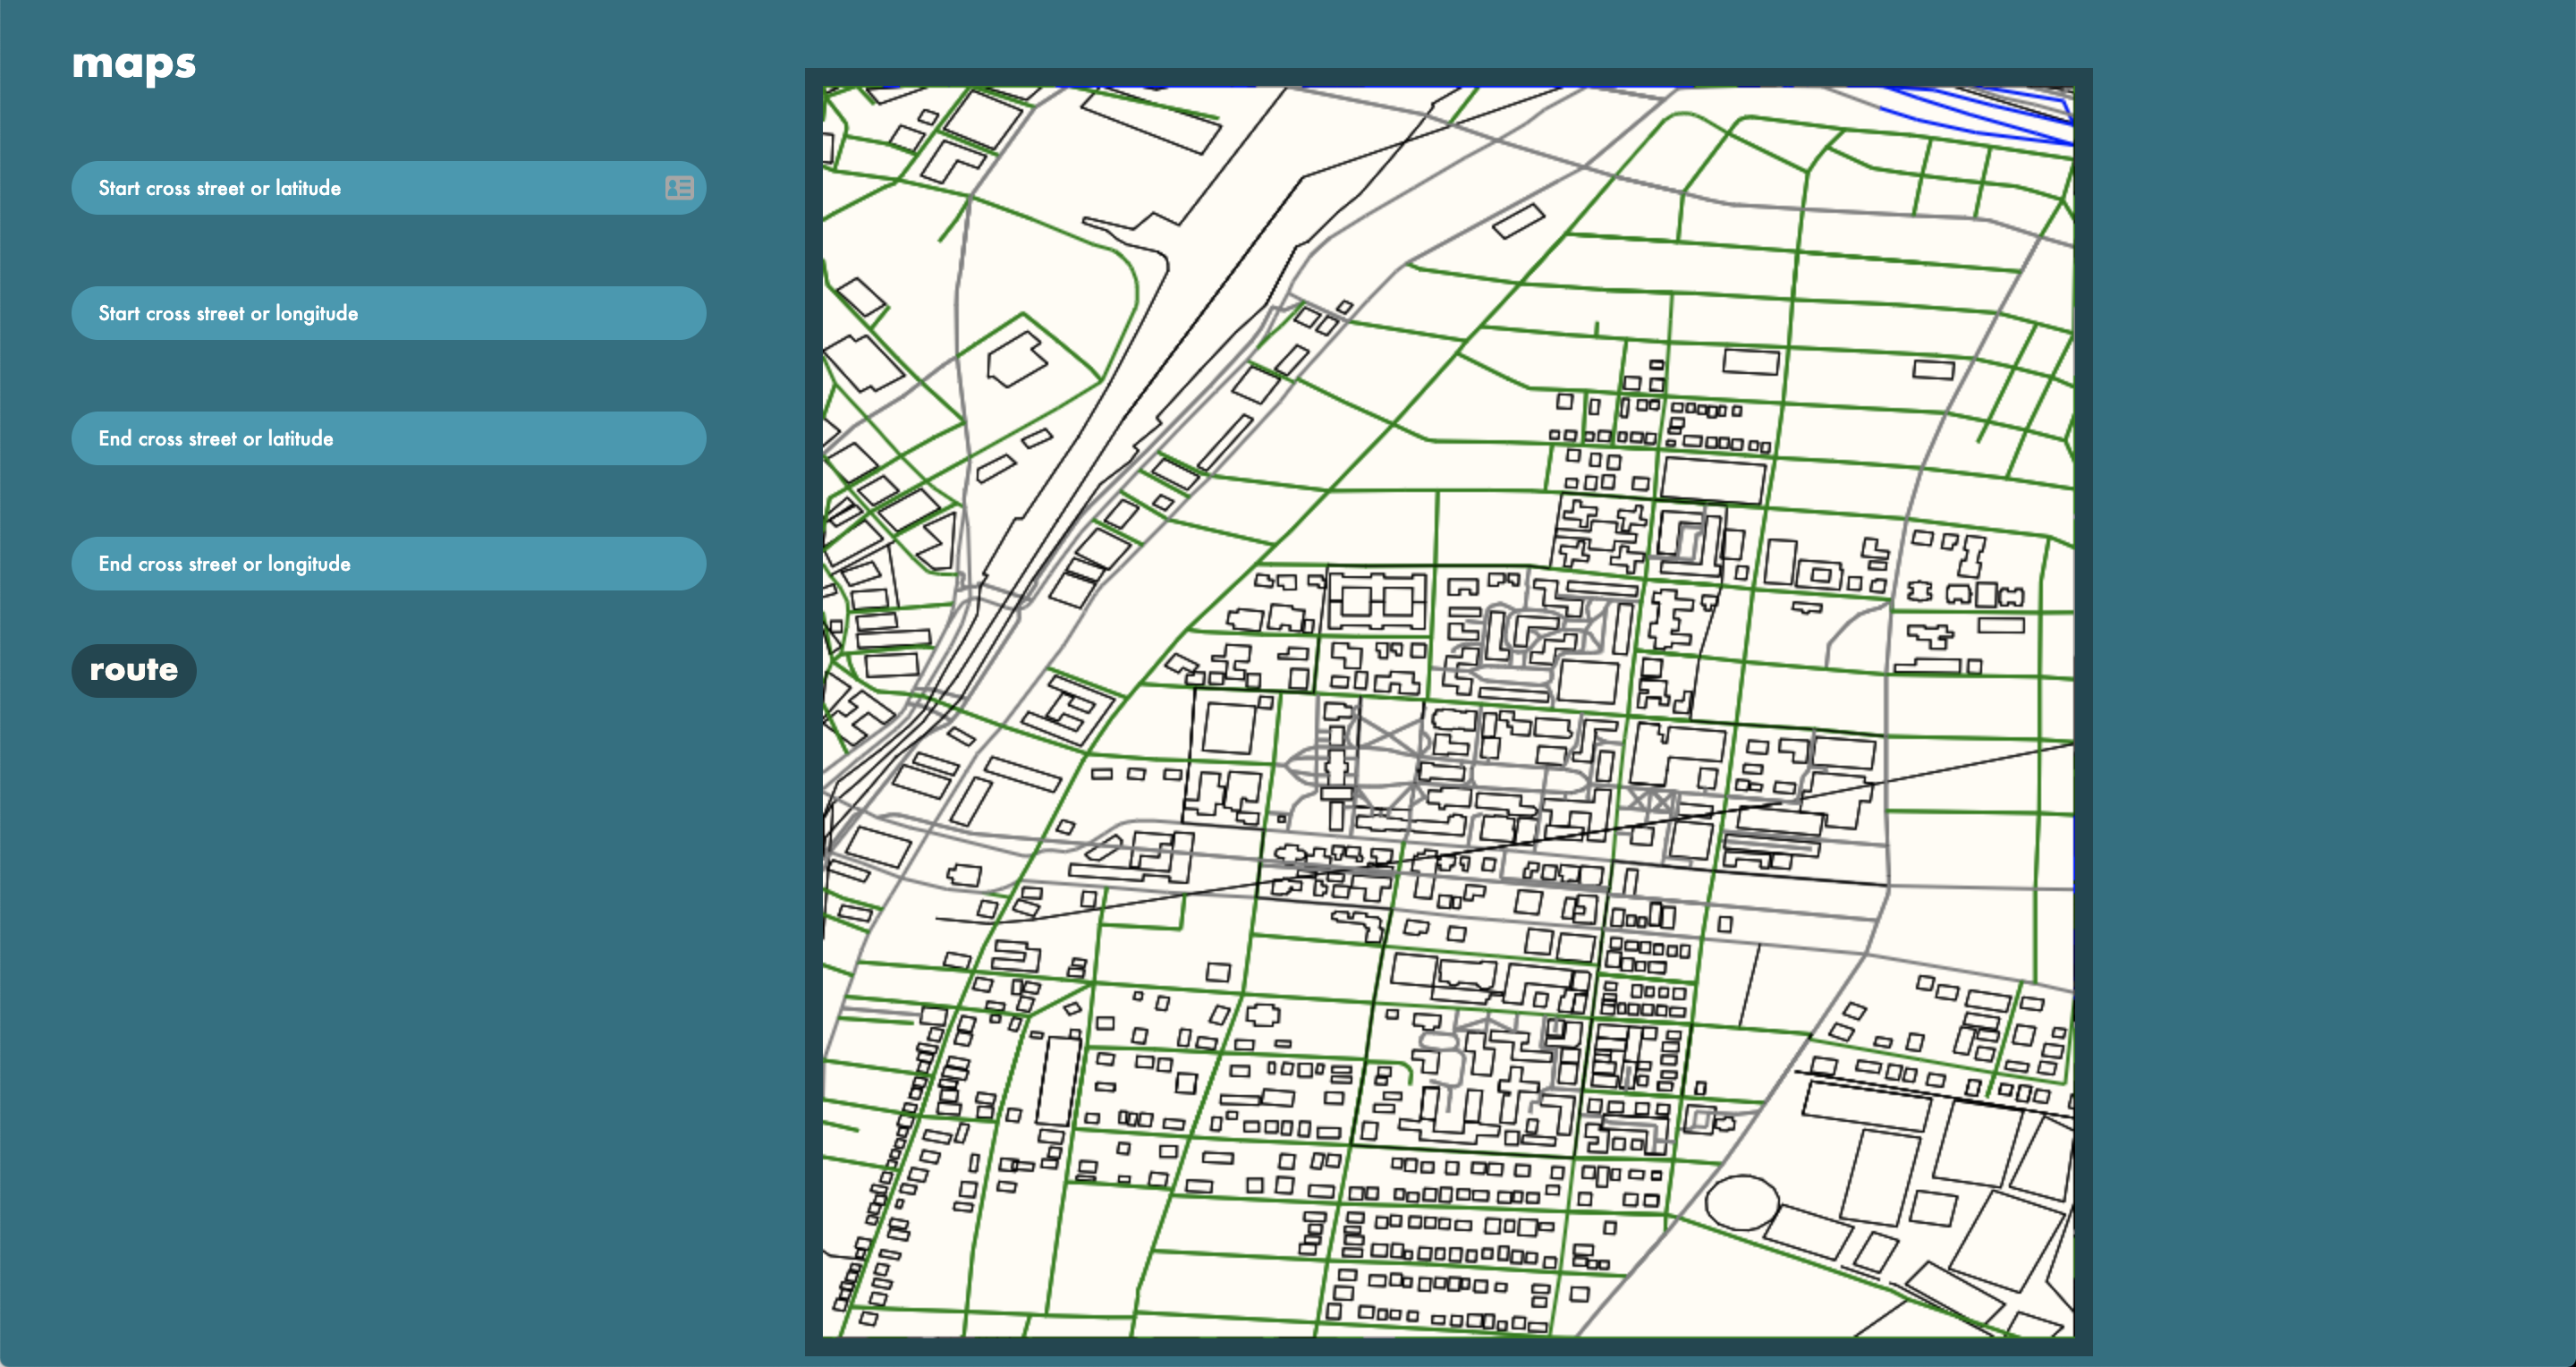 maps
Start cross street or latitude
Start cross street or longitude
End cross street or latitude
End cross street or longitude
route